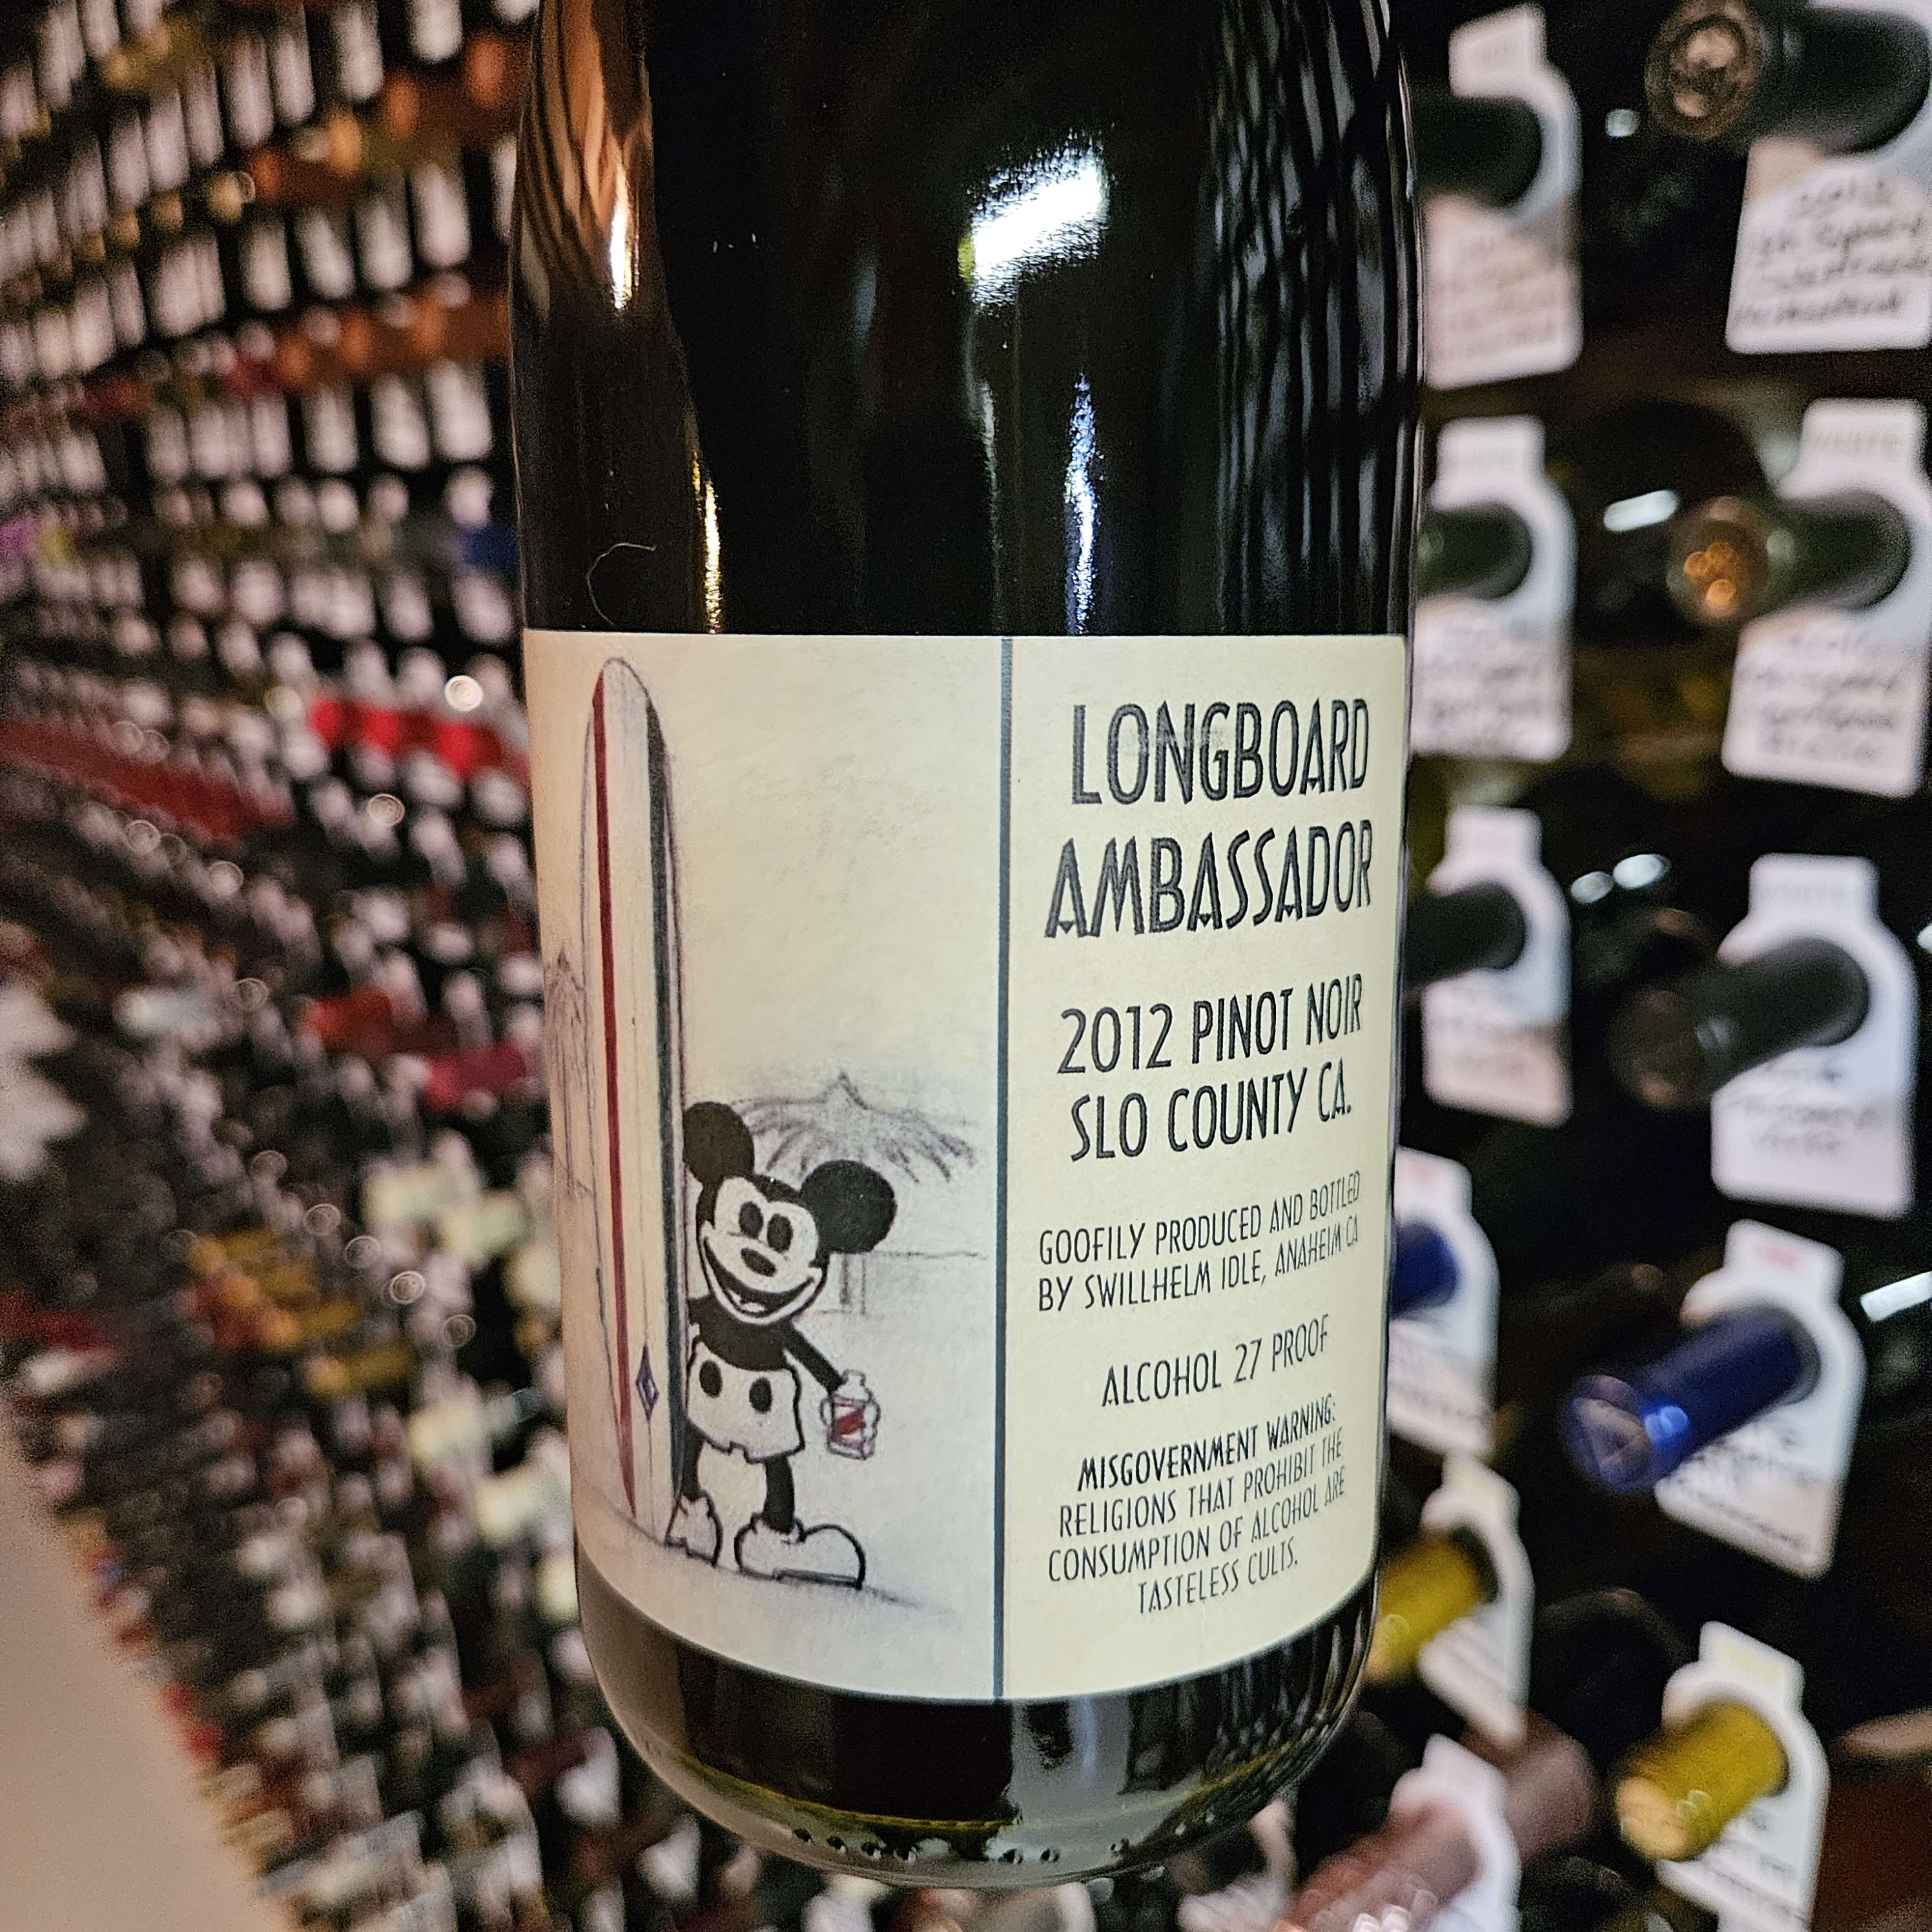 LONGBOARD
AMBASSADOR
2012 PINOT NOIR
SLO COUNTY CA.
GOOFILY PRODUCED AND BOTTLED
BY SWILLHELM IDLE, ANAHEIM CA
ALCOHOL 27 PROOF
MISGOVERNMENT WARNING:
RELIGIONS THAT PROHIBIT THE
CONSUMPTION OF ALCOHOL ARE
TASTELESS CULTS.